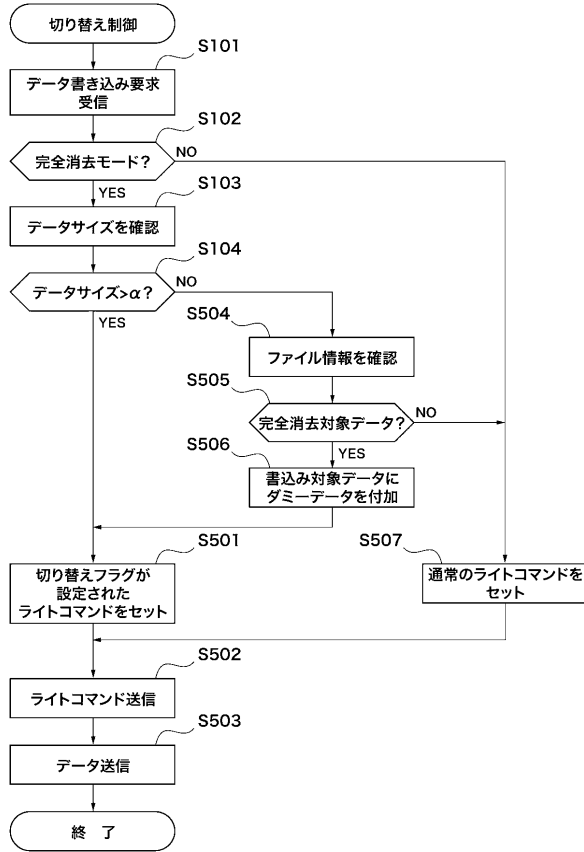 切り替え制御
S101
データ書き込み要求
受信
S102
完全消去モード?
NO
YES
S103
データサイズを確認
S104
データサイズ>α?
NO
YES
S504
ファイル情報を確認
S505
完全消去対象データ?
NO
YES
S506
書込み対象データに
ダミーデータを付加
S501
切り替えフラグが
設定された
ライトコマンドをセット
S507
通常のライトコマンドを
セット
S502
ライトコマンド送信
S503
データ送信
終 了